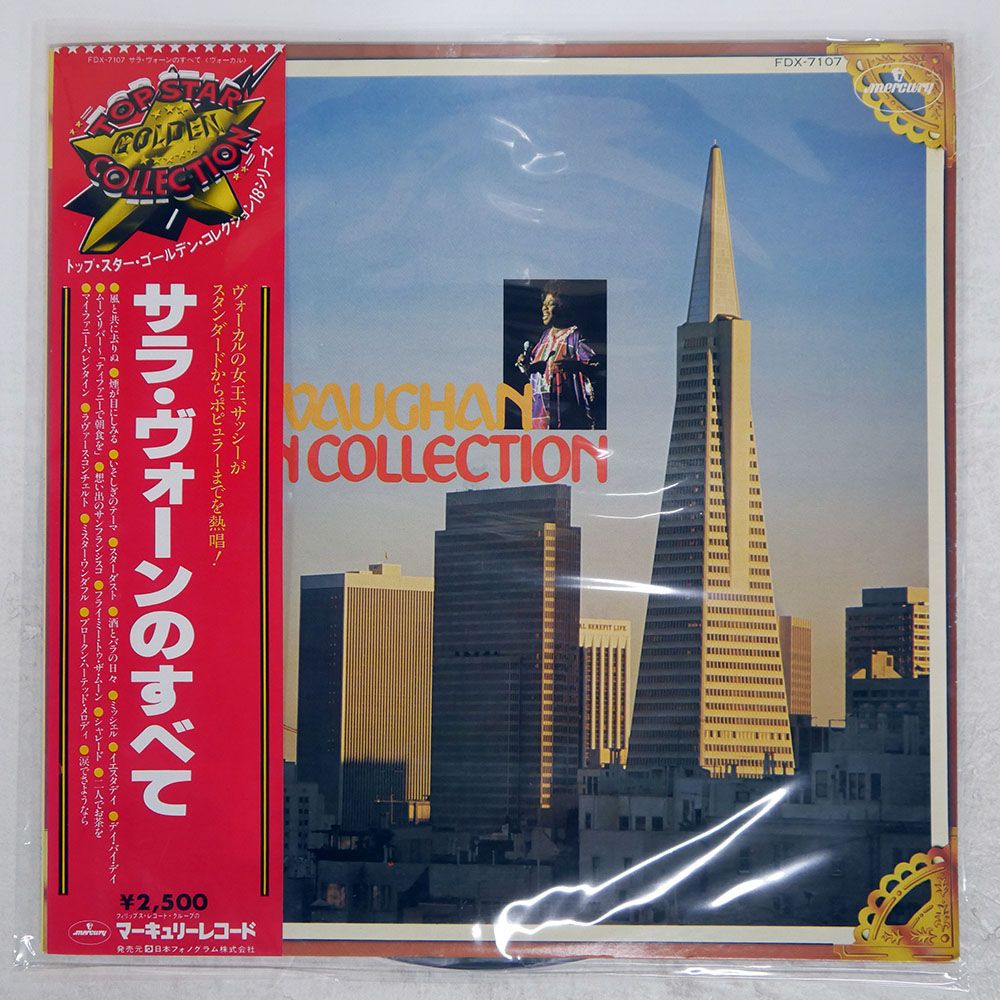 FDX-7107 サラ・ヴォーンのすべて〈ヴォーカル〉
TOP STAR
GOLDEN
COLLECTION
トップ・スター・ゴールデン・コレクション18シリーズ
ヴォーカルの女王、サッシーが
スタンダードからポピュラーまでを熱唱!
サラ・ヴォーンのすべて
●風と共に去りぬ ●煙が目にしみる ●いそしぎのテーマ ●スターダスト ●酒とバラの日々 ●ミッシェル ●イエスタデイ ●デイ・バイ・デイ
●ムーン・リバー〜「ティファニーで朝食を」 ●想い出のサンフランシスコ ●フライ・ミー・トゥ・ザ・ムーン ●シャレード ●二人でお茶を
●マイ・ファニー・バレンタイン ●ラヴァース・コンチェルト ●ミスター・ワンダフル ●ブロークン・ハーテッド・メロディ ●涙でさようなら
¥2,500
フィリップス・レコード・グループの
mercury マーキュリーレコード
発売元 日本フォノグラム株式会社
FDX-7107
mercury
VAUGHAN
N COLLECTION
AL BENEFIT LIFE